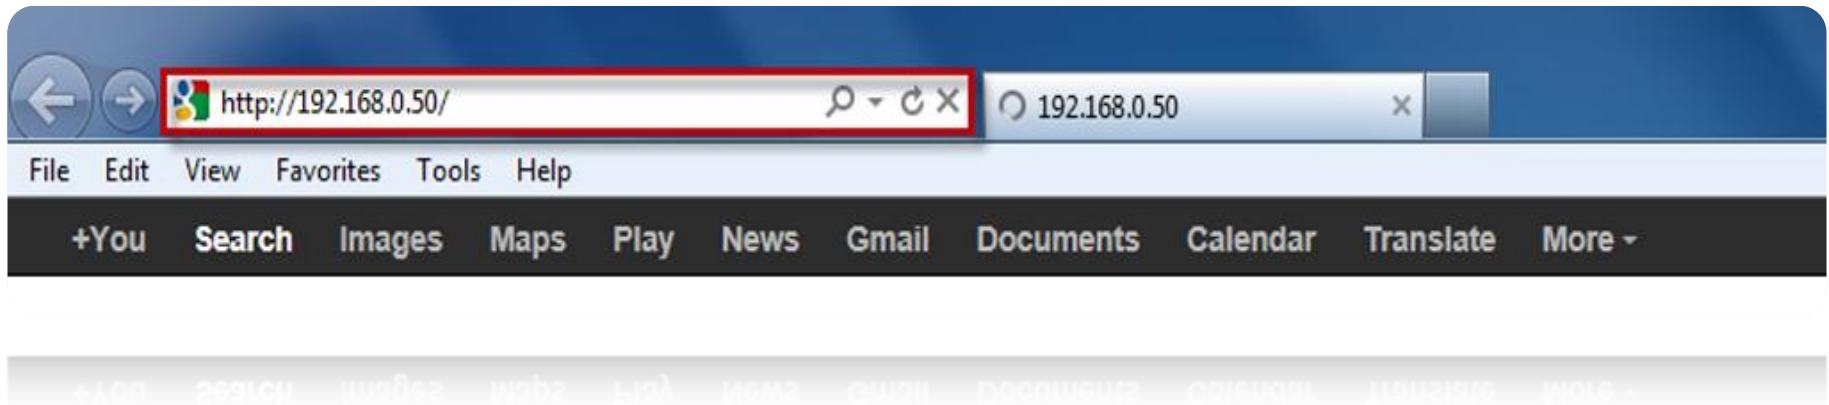 http://192.168.0.50/ 192.168.0.50
File Edit View Favorites Tools Help
+You Search Images Maps Play News Gmail Documents Calendar Translate More